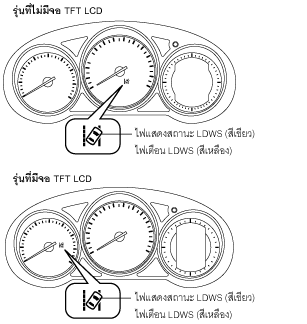 รุ่นที่ไม่มีจอ TFT LCD
ไฟแสดงสถานะ LDWS (สีเขียว)
ไฟเตือน LDWS (สีเหลือง)
รุ่นที่มีจอ TFT LCD
ไฟแสดงสถานะ LDWS (สีเขียว)
ไฟเตือน LDWS (สีเหลือง)